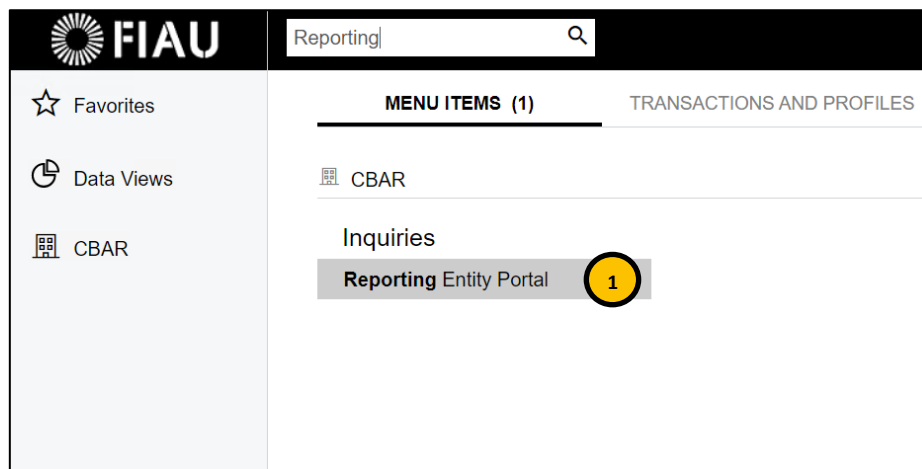 FIAU
Reporting
Favorites
Data Views
CBAR
MENU ITEMS (1) TRANSACTIONS AND PROFILES
CBAR
Inquiries
Reporting Entity Portal
1